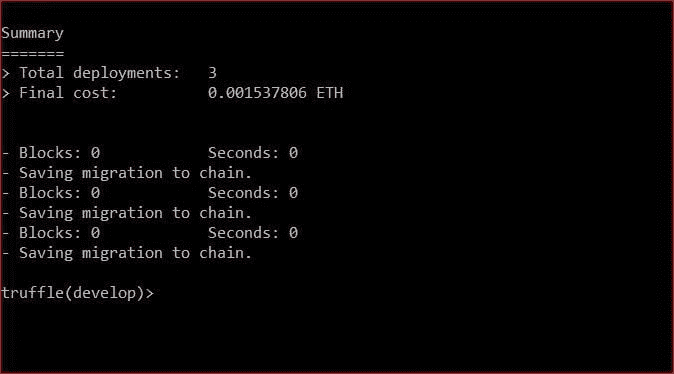 Summary
=======
> Total deployments:   3
> Final cost:          0.001537806 ETH
- Blocks: 0            Seconds: 0
- Saving migration to chain.
- Blocks: 0            Seconds: 0
- Saving migration to chain.
- Blocks: 0            Seconds: 0
- Saving migration to chain.
truffle(develop)>